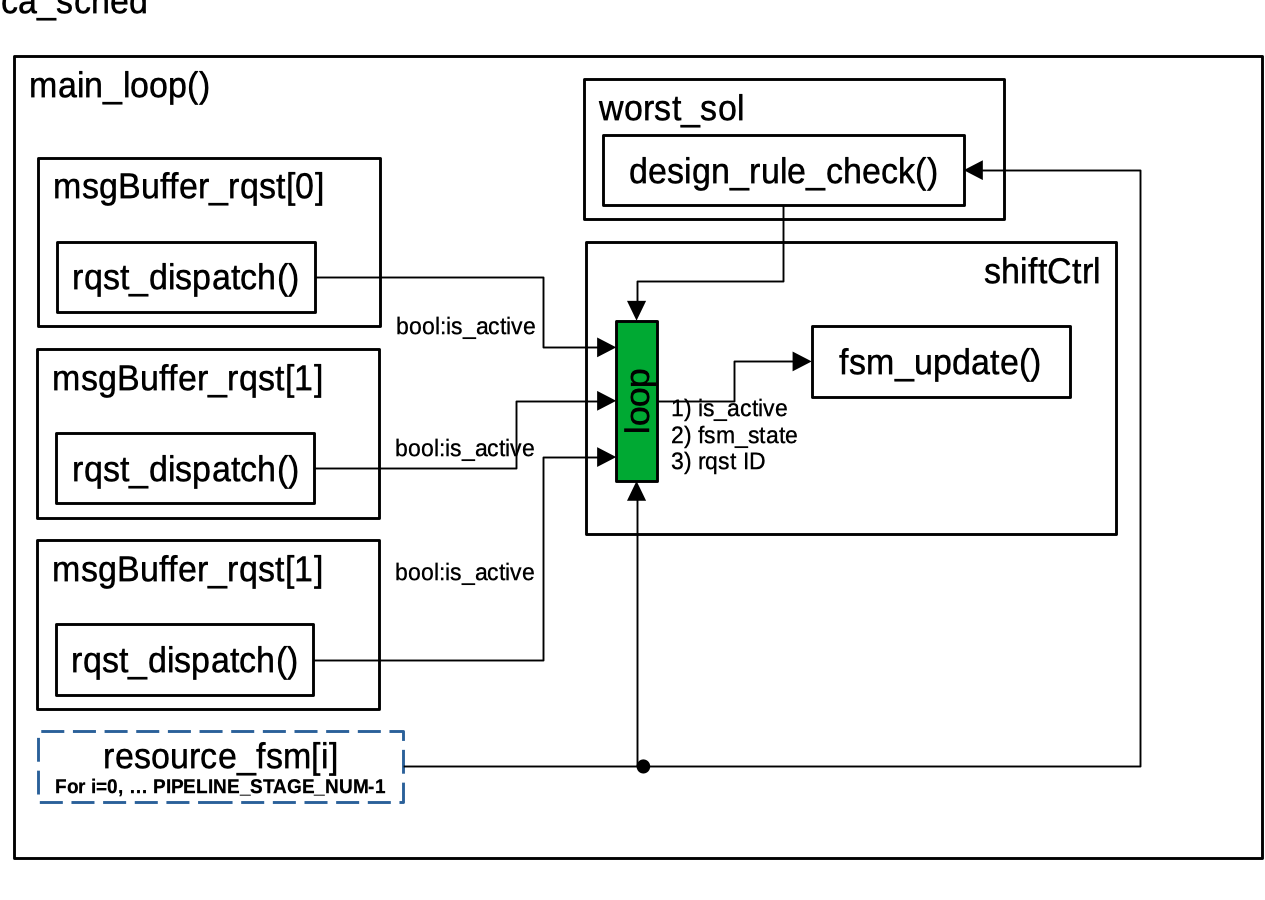 ca_sched
main_loop()
worst_sol
design_rule_check()
msgBuffer_rqst[0]
rqst_dispatch()
bool:is_active
shiftCtrl
loop
fsm_update()
1) is_active
2) fsm_state
3) rqst ID
msgBuffer_rqst[1]
rqst_dispatch()
bool:is_active
msgBuffer_rqst[1]
rqst_dispatch()
bool:is_active
resource_fsm[i]
For i=0, ... PIPELINE_STAGE_NUM-1